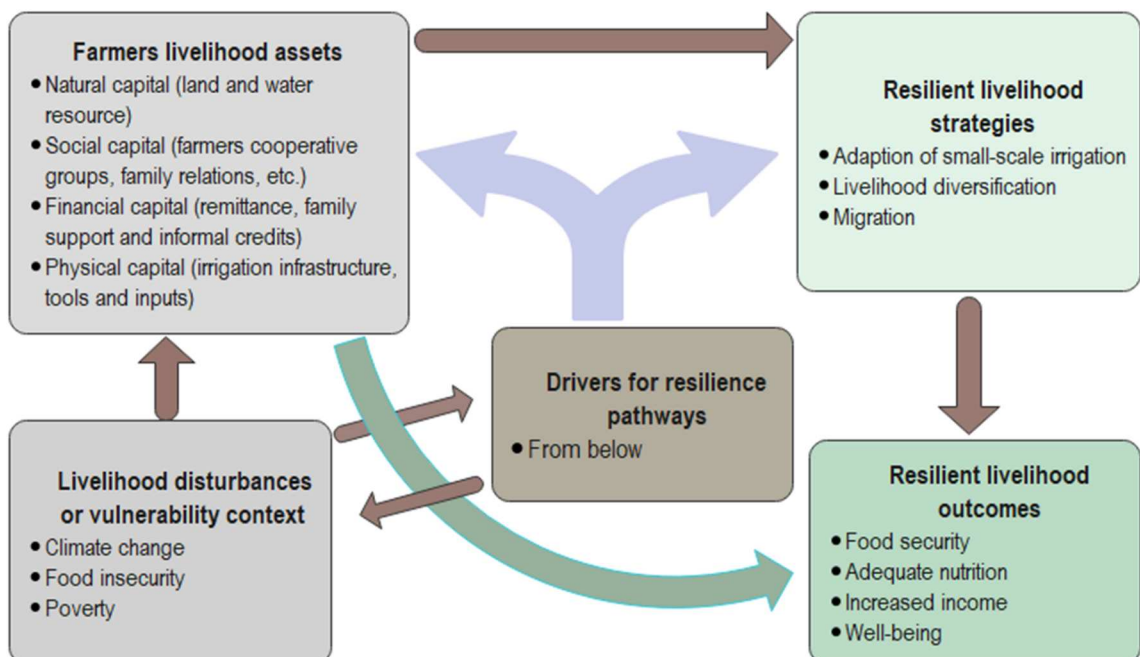 Farmers livelihood assets
● Natural capital (land and water
resource)
● Social capital (farmers cooperative
groups, family relations, etc.)
● Financial capital (remittance, family
support and informal credits)
● Physical capital (irrigation infrastructure,
tools and inputs)
Resilient livelihood
strategies
● Adaption of small-scale irrigation
● Livelihood diversification
● Migration
Drivers for resilience
pathways
● From below
Livelihood disturbances
or vulnerability context
● Climate change
● Food insecurity
● Poverty
Resilient livelihood
outcomes
● Food security
● Adequate nutrition
● Increased income
● Well-being